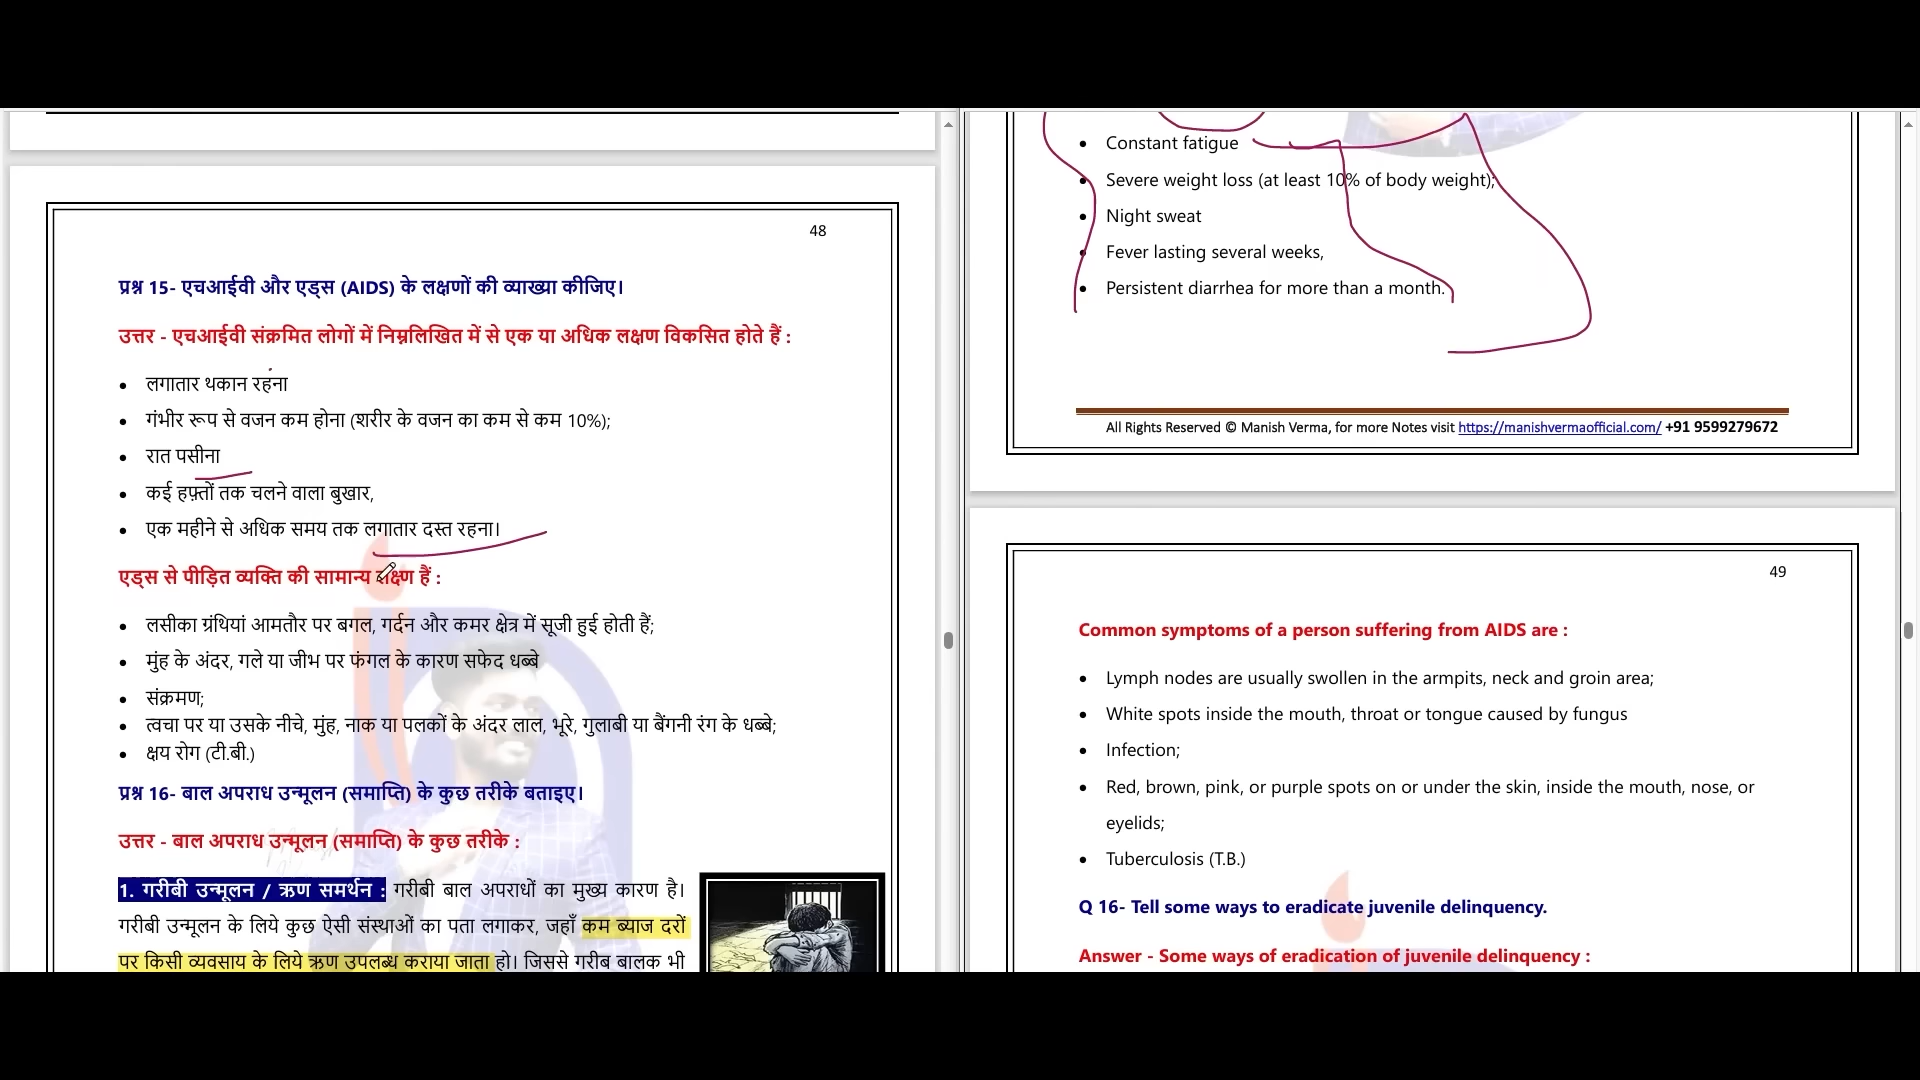 48
प्रश्न 15- एचआईवी और एड्स (AIDS) के लक्षणों की व्याख्या कीजिए।
उत्तर - एचआईवी संक्रमित लोगों में निम्नलिखित में से एक या अधिक लक्षण विकसित होते हैं :
• लगातार थकान रहना
• गंभीर रूप से वजन कम होना (शरीर के वजन का कम से कम 10%);
• रात पसीना
• कई हफ़्तों तक चलने वाला बुखार,
• एक महीने से अधिक समय तक लगातार दस्त रहना।
एड्स से पीड़ित व्यक्ति की सामान्य लक्ष्ण हैं :
• लसीका ग्रंथियां आमतौर पर बगल, गर्दन और कमर क्षेत्र में सूजी हुई होती हैं;
• मुंह के अंदर, गले या जीभ पर फंगल के कारण सफेद धब्बे
• संक्रमण;
• त्वचा पर या उसके नीचे, मुंह, नाक या पलकों के अंदर लाल, भूरे, गुलाबी या बैंगनी रंग के धब्बे;
• क्षय रोग (टी.बी.)
प्रश्न 16- बाल अपराध उन्मूलन (समाप्ति) के कुछ तरीके बताइए।
उत्तर - बाल अपराध उन्मूलन (समाप्ति) के कुछ तरीके :
1. गरीबी उन्मूलन / ऋण समर्थन : गरीबी बाल अपराधों का मुख्य कारण है।
गरीबी उन्मूलन के लिये कुछ ऐसी संस्थाओं का पता लगाकर, जहाँ कम ब्याज दरों
पर किसी व्यवसाय के लिये ऋण उपलब्ध कराया जाता हो। जिससे गरीब बालक भी
• Constant fatigue
• Severe weight loss (at least 10% of body weight);
• Night sweat
• Fever lasting several weeks,
• Persistent diarrhea for more than a month.
All Rights Reserved © Manish Verma, for more Notes visit https://manishvermaofficial.com/ +91 9599279672
49
Common symptoms of a person suffering from AIDS are :
• Lymph nodes are usually swollen in the armpits, neck and groin area;
• White spots inside the mouth, throat or tongue caused by fungus
• Infection;
• Red, brown, pink, or purple spots on or under the skin, inside the mouth, nose, or
eyelids;
• Tuberculosis (T.B.)
Q 16- Tell some ways to eradicate juvenile delinquency.
Answer - Some ways of eradication of juvenile delinquency :